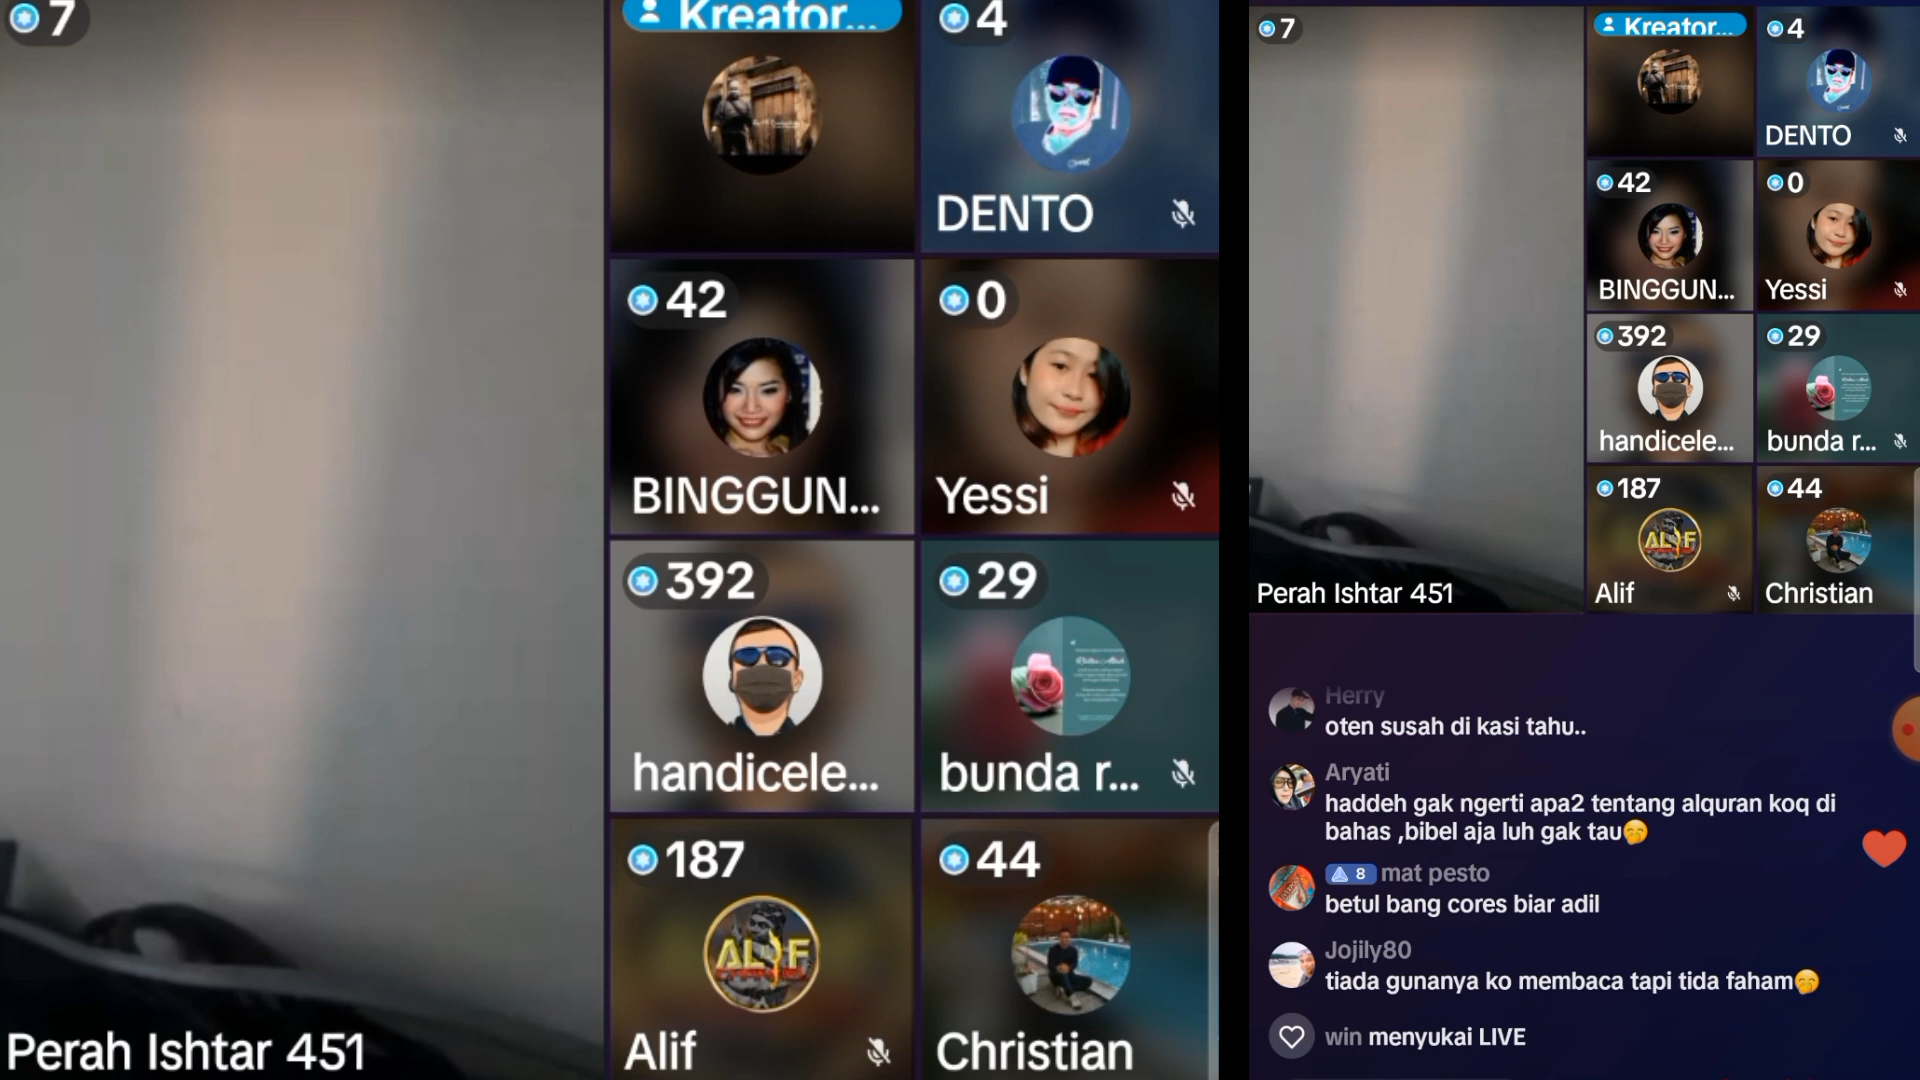 7
Kreator...
4
DENTO
42
BINGGUN...
0
Yessi
392
handicele...
29
bunda r...
187
ALIF
Alif
44
Christian
Perah Ishtar 451
7
Kreator...
4
DENTO
42
BINGGUN...
0
Yessi
392
handicele...
29
bunda r...
187
ALIF
Alif
44
Christian
Perah Ishtar 451
Herry
oten susah di kasi tahu..
Aryati
haddeh gak ngerti apa2 tentang alquran koq di
bahas ,bibel aja luh gak tau🤭
8 mat pesto
betul bang cores biar adil
Jojily80
tiada gunanya ko membaca tapi tida faham🤭
win menyukai LIVE